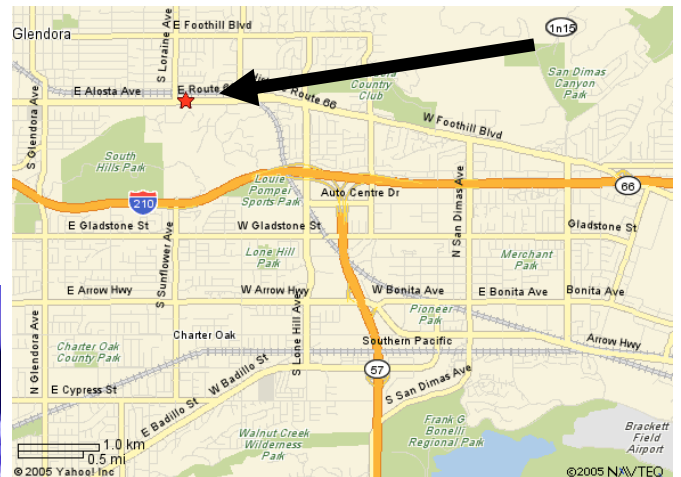 Glendora
E Foothill Blvd
1n15
S Loraine Ave
E Alosta Ave
E Route 66
Route 66
Country
Club
San Dimas
Canyon
Park
W Foothill Blvd
S Glendora Ave
South
Hills Park
210
Louie
Pomper
Sports Park
Auto Centre Dr
66
N San Dimas Ave
E Gladstone St
W Gladstone St
Gladstone St
S Sunflower Ave
Lone Hill
Park
Merchant
Park
E Arrow Hwy
W Arrow Hwy
W Bonita Ave
E Bonita Ave
Bonita Ave
N Glendora Ave
S Lone Hill Ave
Pioneer
Park
Charter Oak
County Park
Charter Oak
Southern Pacific
Arrow Hwy
57
E Cypress St
W Badillo St
E Badillo St
S San Dimas Ave
Walnut Creek
Wilderness
Park
Frank G
Bonelli
Regional Park
Brackett
Field
Airport
1.0 km
0.5 mi
©2005 Yahoo! Inc
©2005 NAVTEQ